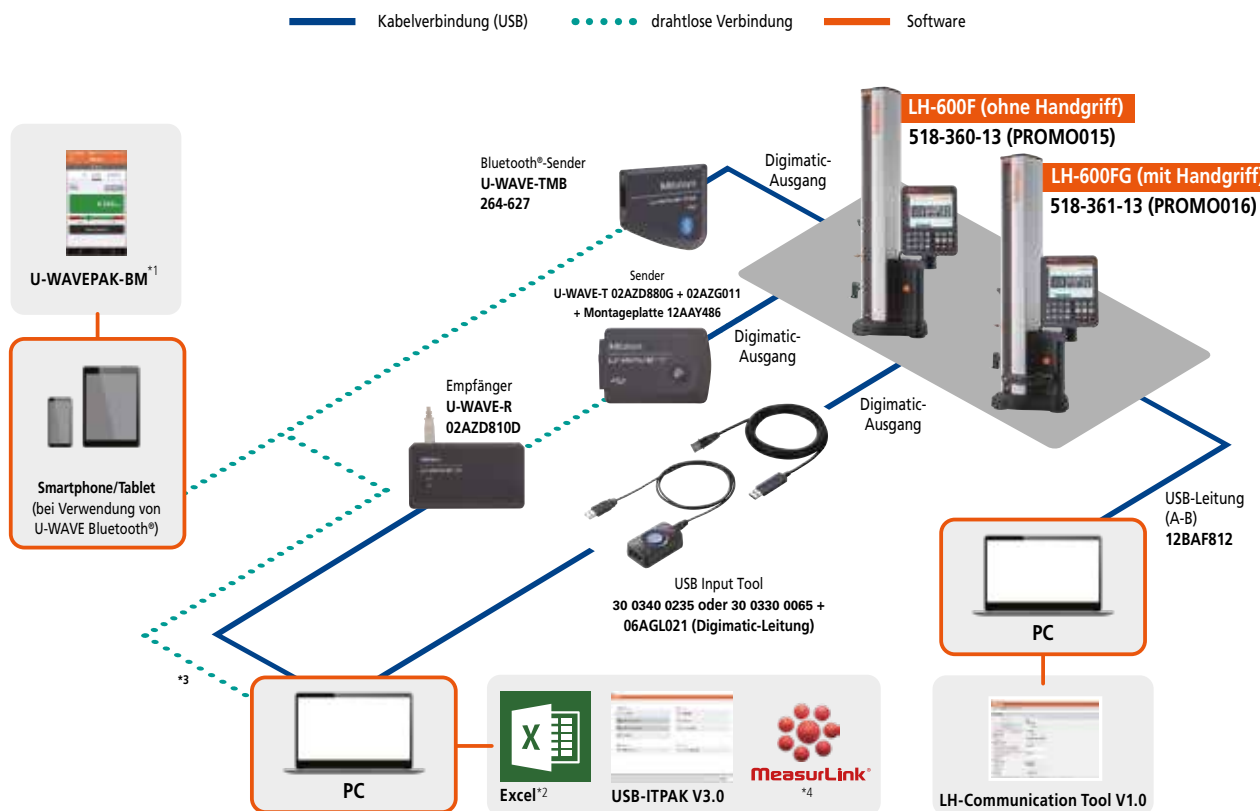 Kabelverbindung (USB)
drahtlose Verbindung
Software
LH-600F (ohne Handgriff)
518-360-13 (PROMO015)
LH-600FG (mit Handgriff)
518-361-13 (PROMO016)
Bluetooth®-Sender
U-WAVE-TMB
264-627
Digimatic-
Ausgang
Mitutoyo
U-WAVEPAK-BM*1
Sender
U-WAVE-T 02AZD880G + 02AZG011
+ Montageplatte 12AAY486
Digimatic-
Ausgang
Empfänger
U-WAVE-R
02AZD810D
Digimatic-
Ausgang
Smartphone/Tablet
(bei Verwendung von
U-WAVE Bluetooth®)
USB-Leitung
(A-B)
12BAF812
USB Input Tool
30 0340 0235 oder 30 0330 0065 +
06AGL021 (Digimatic-Leitung)
PC
*3
PC
X
Excel*2
USB-ITPAK V3.0
MeasurLink®
*4
LH-Communication Tool V1.0